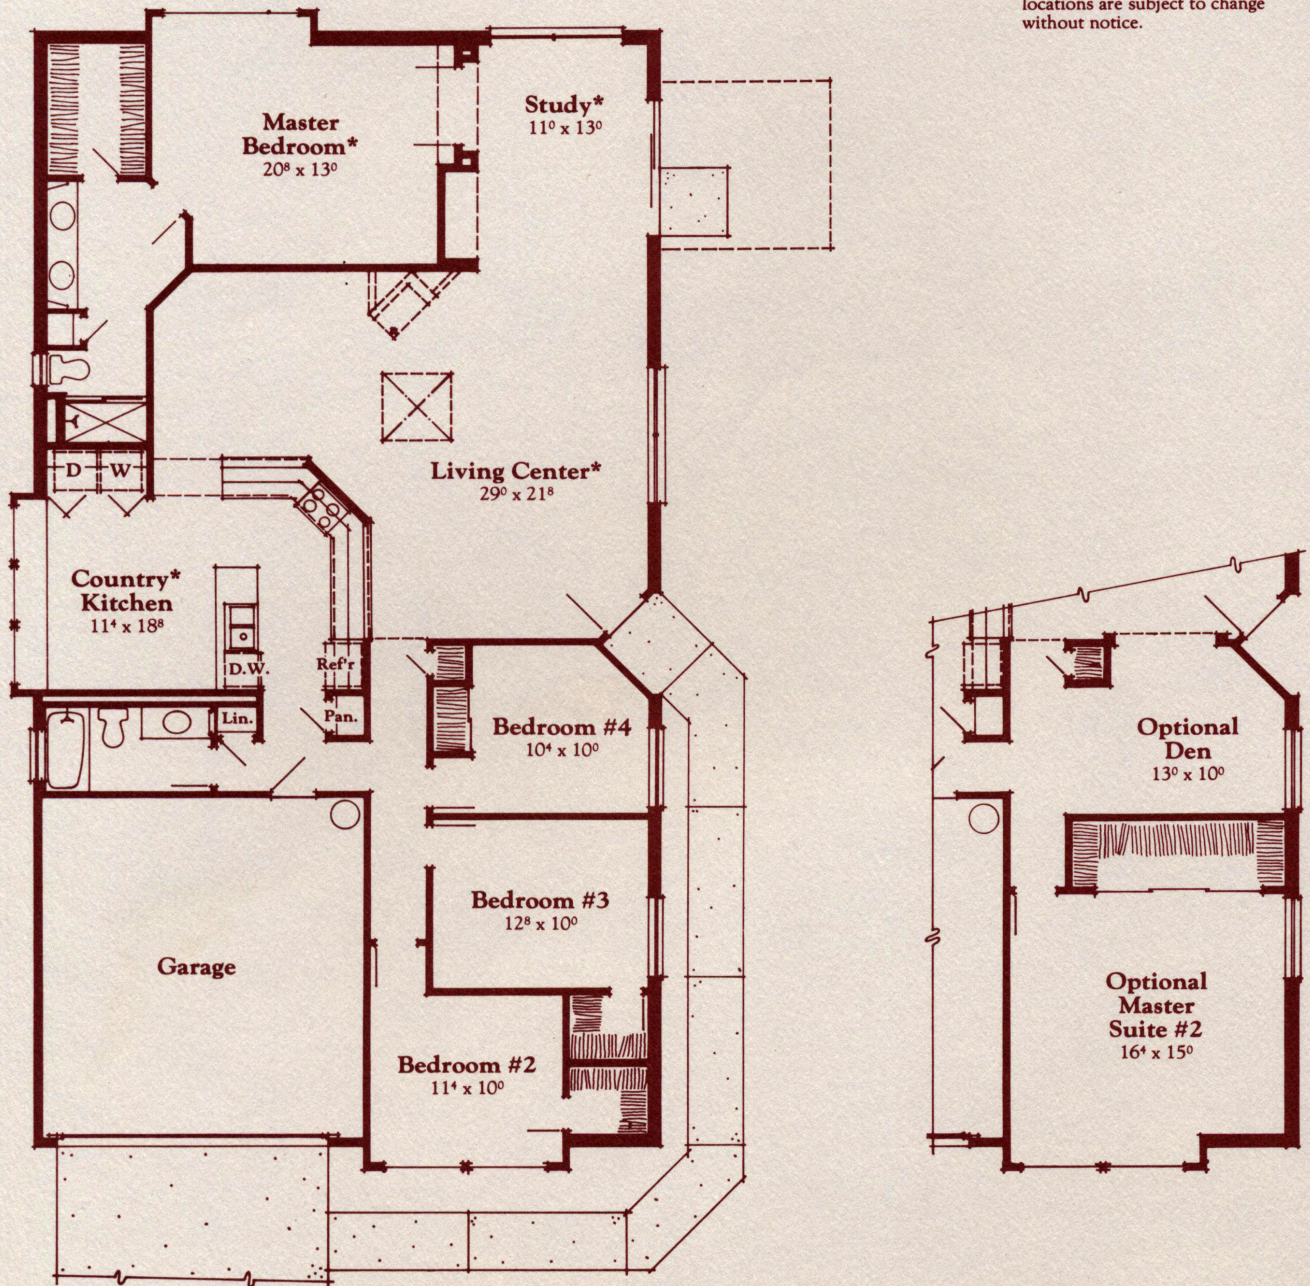 locations are subject to change
without notice.
Master
Bedroom*
20⁸ x 13⁰
Study*
11⁰ x 13⁰
D W
Living Center*
29⁰ x 21⁸
Country*
Kitchen
11⁴ x 18⁸
D.W.
Ref'r
Lin.
Pan.
Bedroom #4
10⁴ x 10⁰
Bedroom #3
12⁸ x 10⁰
Garage
Bedroom #2
11⁴ x 10⁰
Optional
Den
13⁰ x 10⁰
Optional
Master
Suite #2
16⁴ x 15⁰